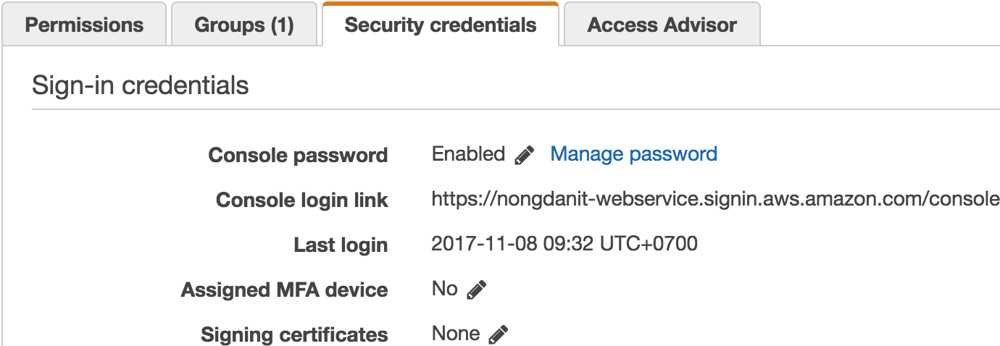 Permissions Groups (1) Security credentials Access Advisor
Sign-in credentials
Console password Enabled Manage password
Console login link https://nongdanit-webservice.signin.aws.amazon.com/console
Last login 2017-11-08 09:32 UTC+0700
Assigned MFA device No
Signing certificates None